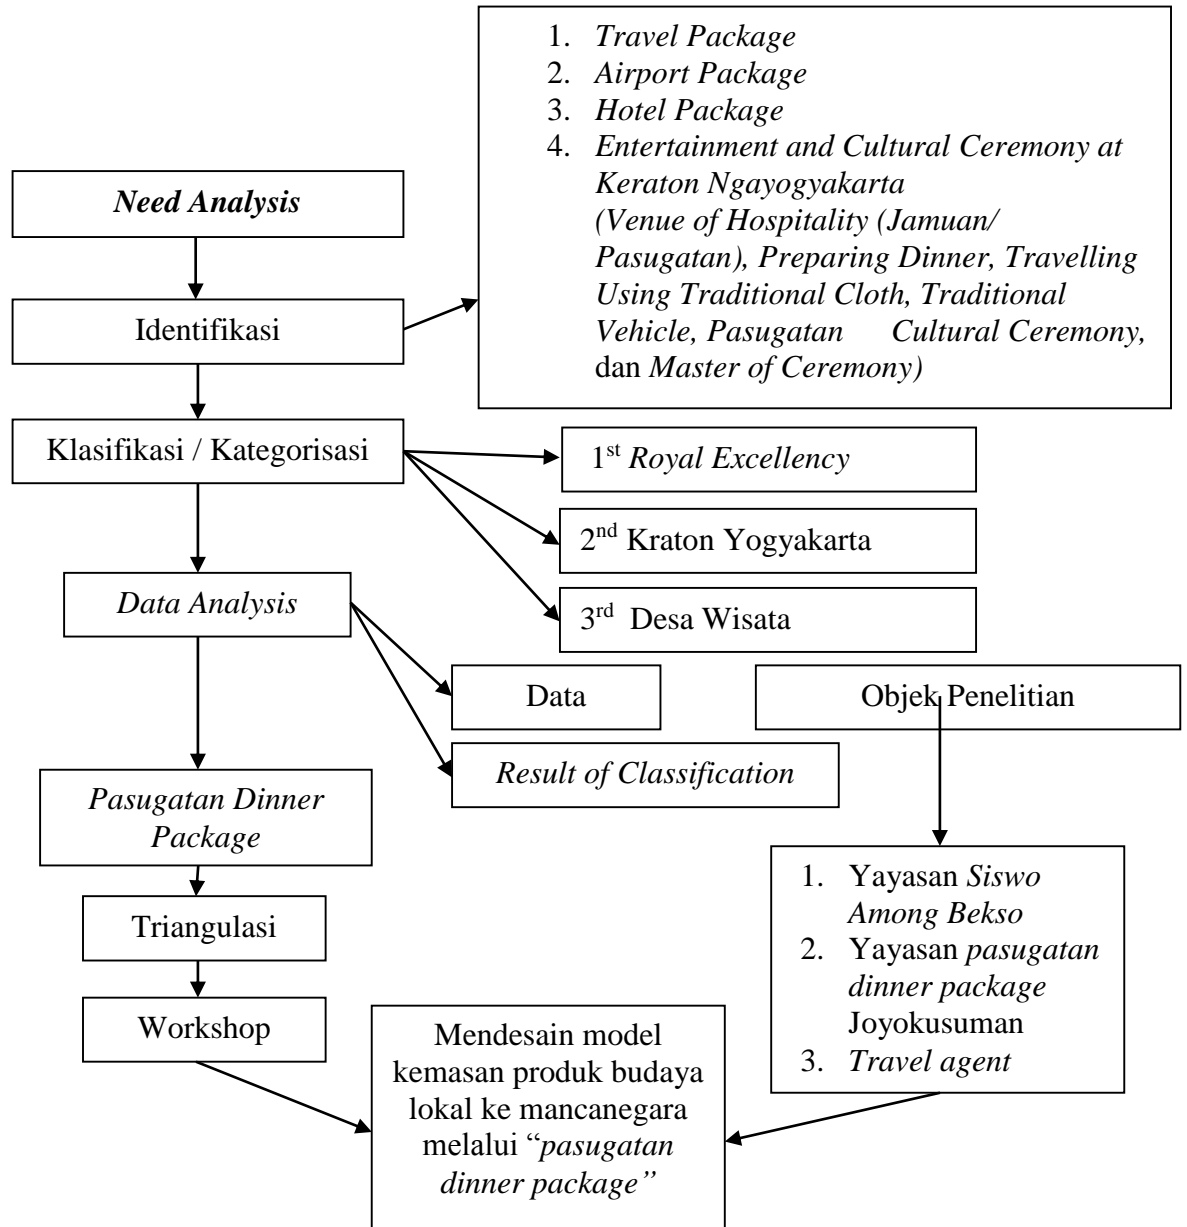 1. Travel Package
2. Airport Package
3. Hotel Package
4. Entertainment and Cultural Ceremony at
Keraton Ngayogyakarta
(Venue of Hospitality (Jamuan/
Pasugatan), Preparing Dinner, Travelling
Using Traditional Cloth, Traditional
Vehicle, Pasugatan Cultural Ceremony,
dan Master of Ceremony)
Need Analysis
Identifikasi
Klasifikasi / Kategorisasi
1st Royal Excellency
2nd Kraton Yogyakarta
3rd Desa Wisata
Data Analysis
Data
Result of Classification
Objek Penelitian
Pasugatan Dinner
Package
Triangulasi
Workshop
1. Yayasan Siswo
Among Bekso
2. Yayasan pasugatan
dinner package
Joyokusuman
3. Travel agent
Mendesain model
kemasan produk budaya
lokal ke mancanegara
melalui “pasugatan
dinner package”